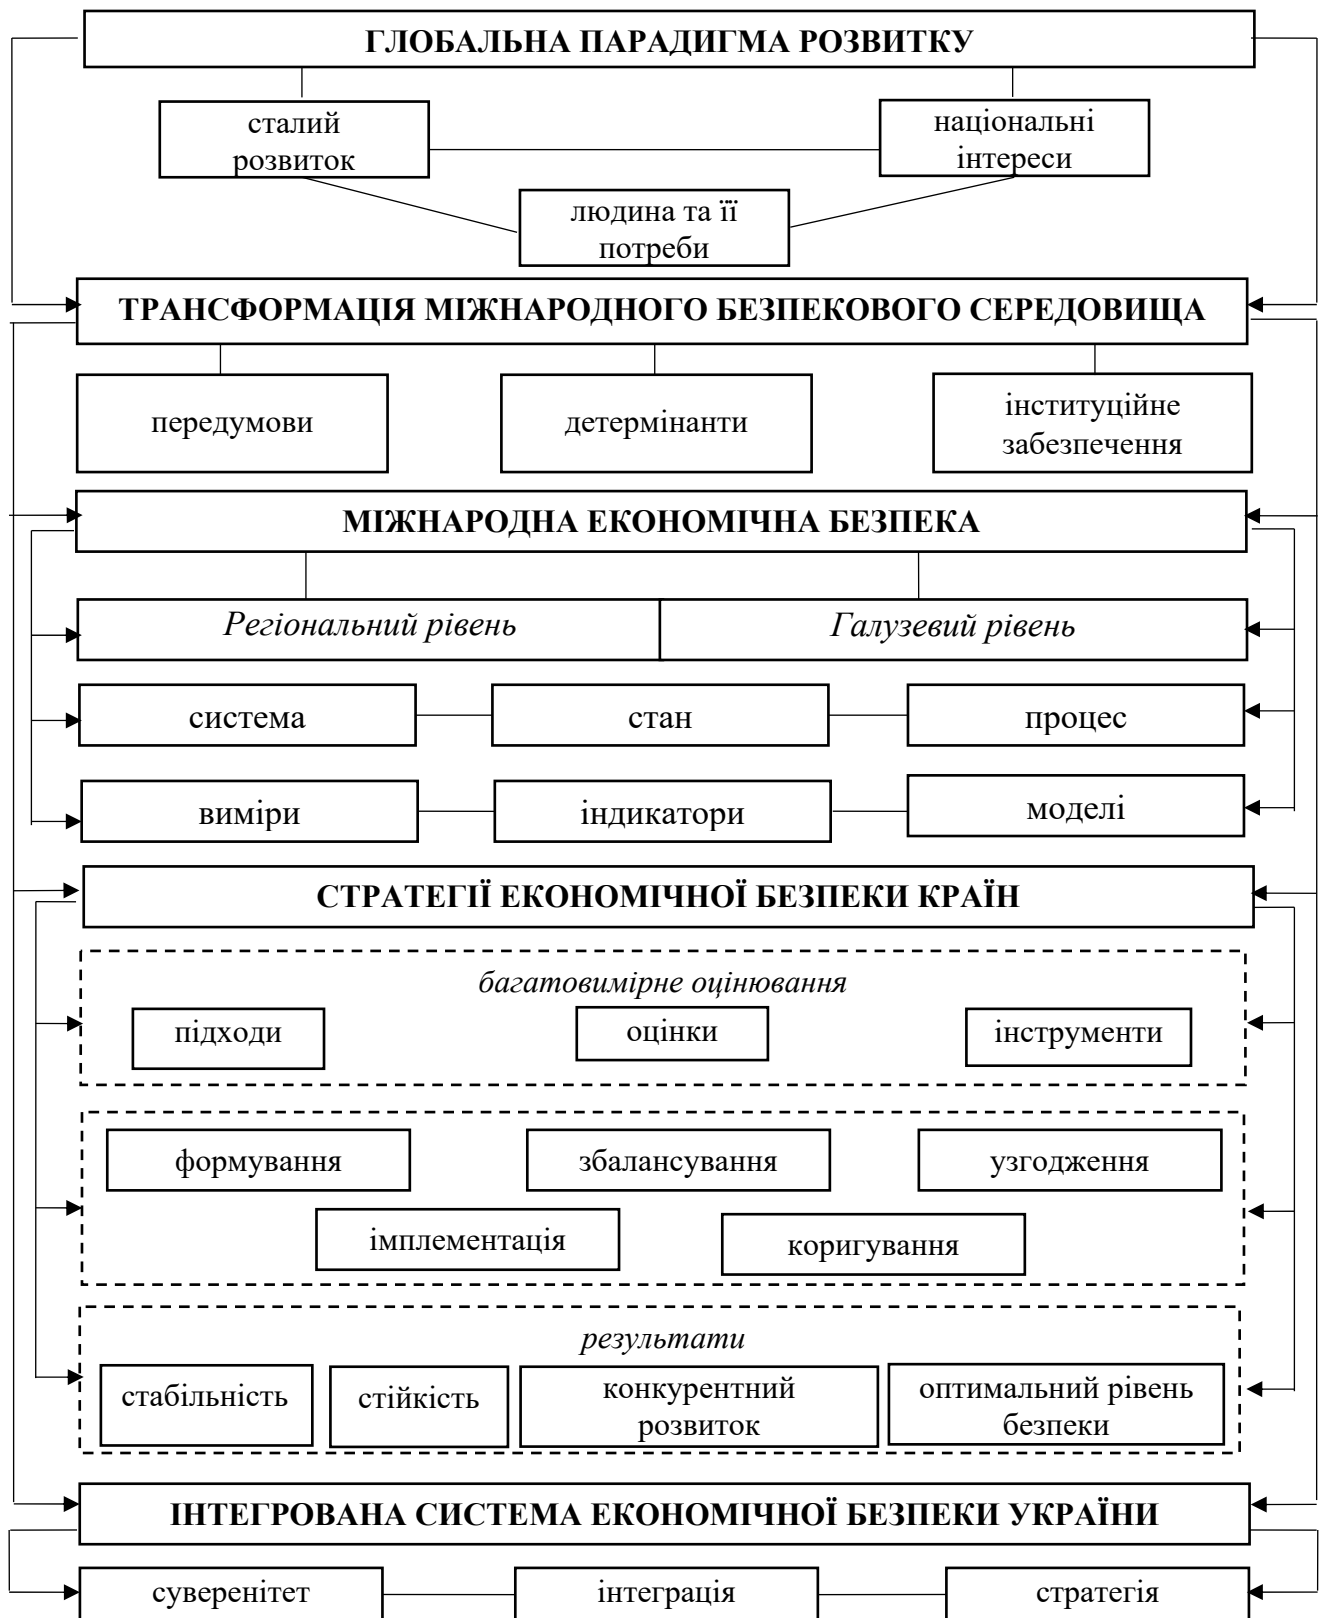 ГЛОБАЛЬНА ПАРАДИГМА РОЗВИТКУ
сталий
розвиток
національні
інтереси
людина та її
потреби
ТРАНСФОРМАЦІЯ МІЖНАРОДНОГО БЕЗПЕКОВОГО СЕРЕДОВИЩА
передумови
детермінанти
інституційне
забезпечення
МІЖНАРОДНА ЕКОНОМІЧНА БЕЗПЕКА
Регіональний рівень
Галузевий рівень
система
стан
процес
виміри
індикатори
моделі
СТРАТЕГІЇ ЕКОНОМІЧНОЇ БЕЗПЕКИ КРАЇН
багатовимірне оцінювання
підходи
оцінки
інструменти
формування
збалансування
узгодження
імплементація
коригування
результати
стабільність
стійкість
конкурентний
розвиток
оптимальний рівень
безпеки
ІНТЕГРОВАНА СИСТЕМА ЕКОНОМІЧНОЇ БЕЗПЕКИ УКРАЇНИ
суверенітет
інтеграція
стратегія